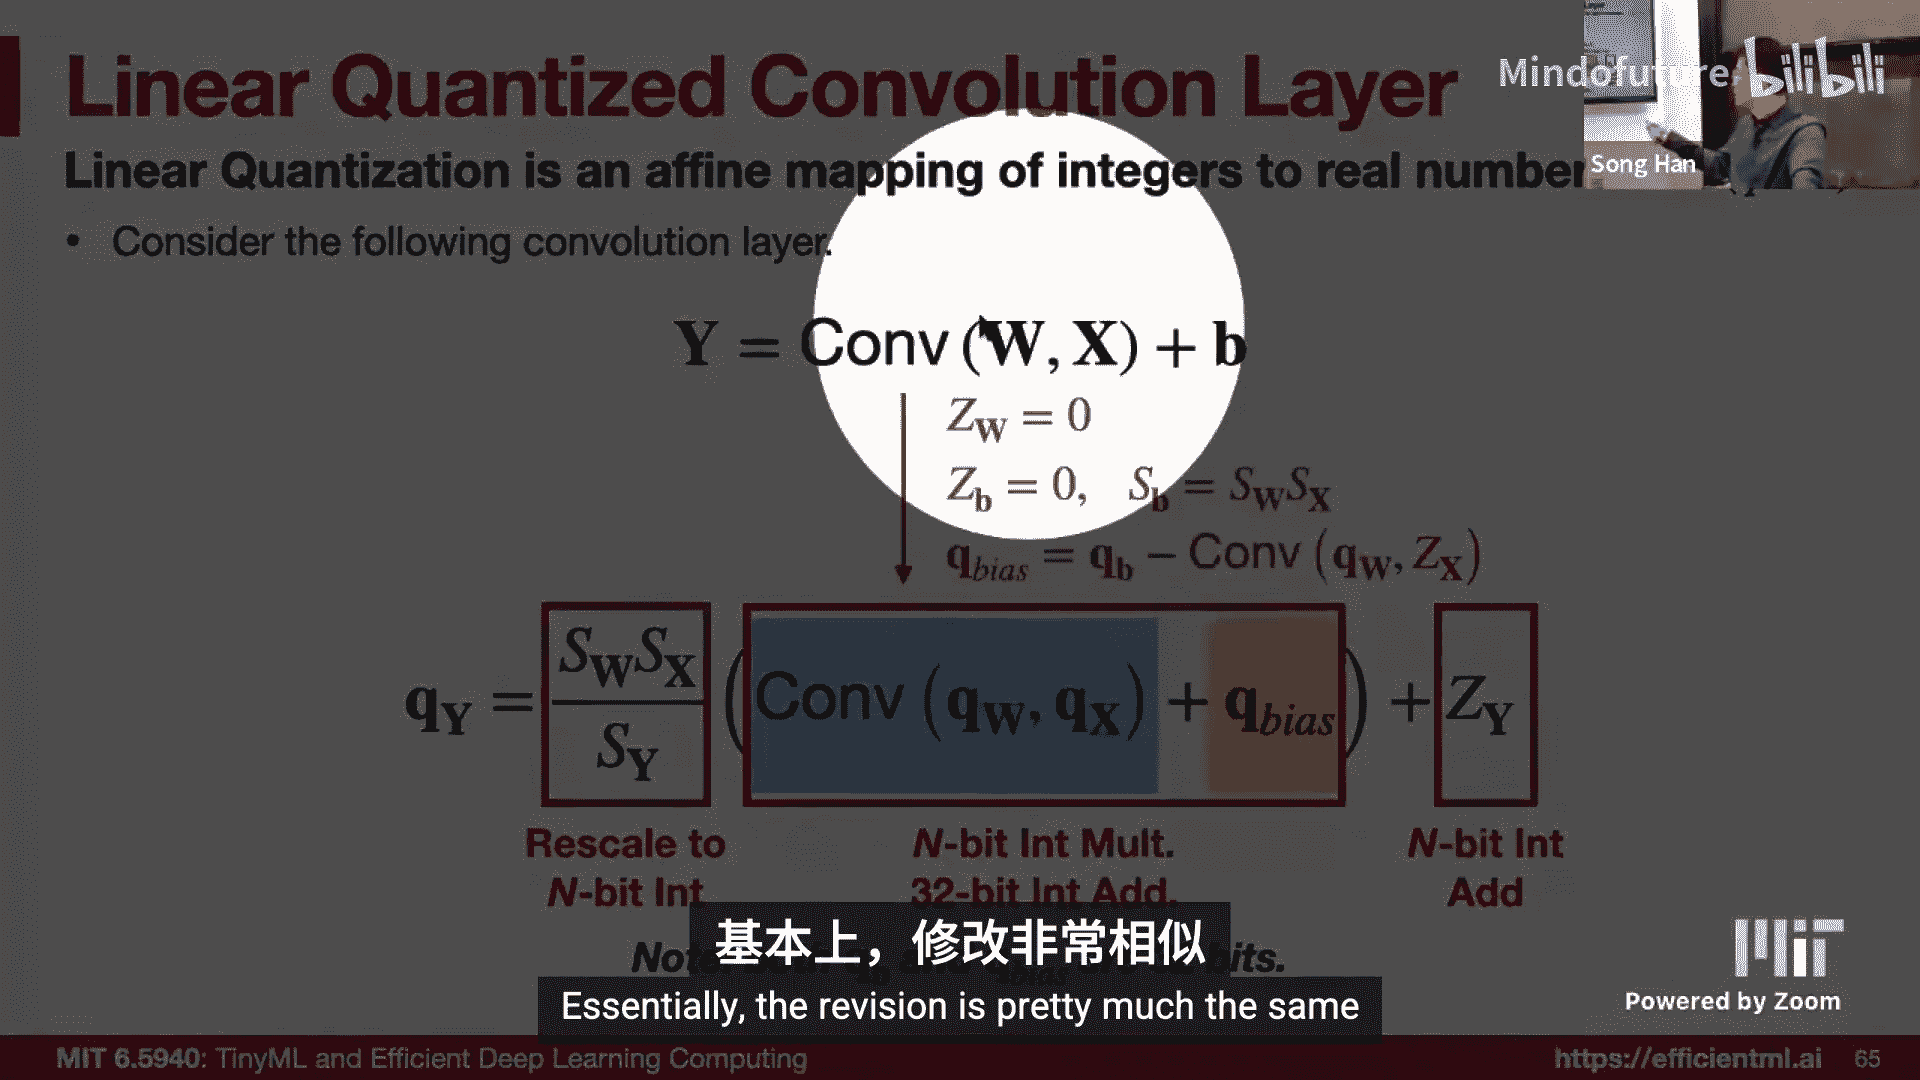 Linear Quantized Convolution Layer
Mindofuture
bilibili
Linear Quantization is an affine mapping of integers to real number
Song Han
• Consider the following convolution layer.
Y = Conv (W, X) + b
Z_W = 0
Z_b = 0, S_b = S_W S_X
q_bias = q_b − Conv (q_W, Z_X)
q_Y = S_W S_X / S_Y (Conv (q_W, q_X) + q_bias) + Z_Y
Rescale to N-bit Int
N-bit Int Mult.
32-bit Int Add.
N-bit Int Add
基本上，修改非常相似
Essentially, the revision is pretty much the same
MIT
Powered by Zoom
MIT 6.5940: TinyML and Efficient Deep Learning Computing
https://efficientml.ai
65